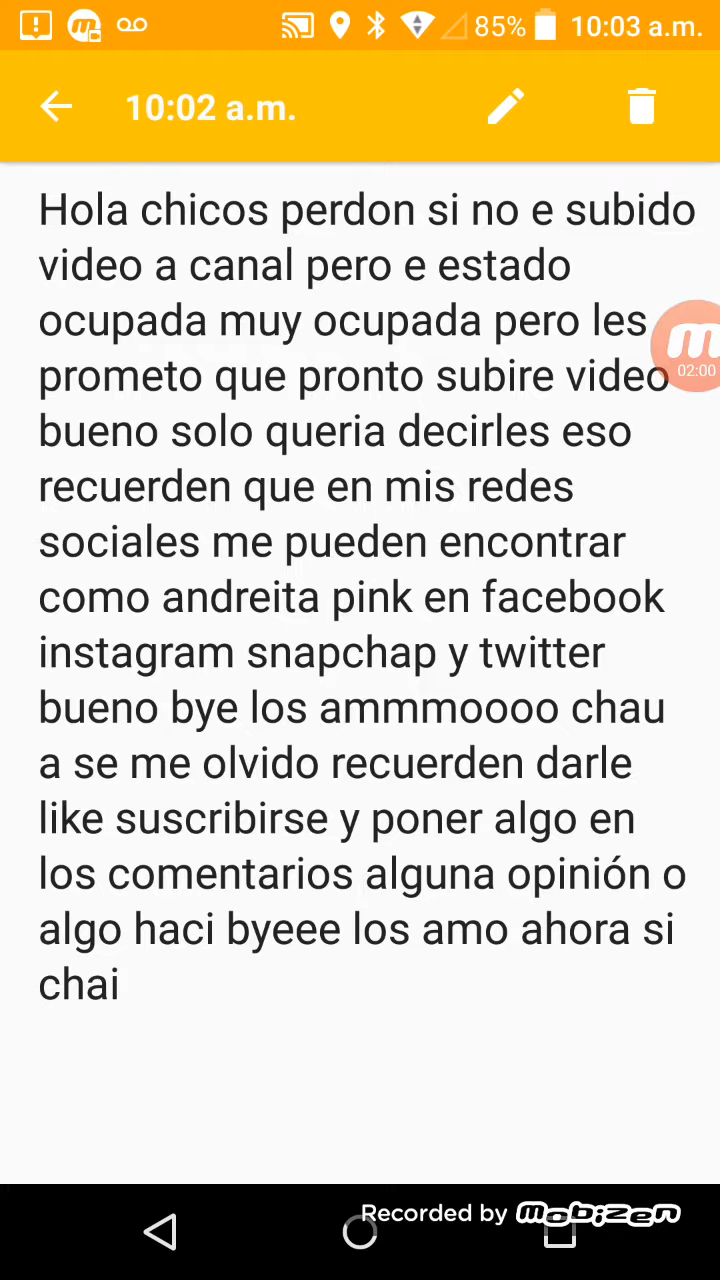 85% 10:03 a.m.
10:02 a.m.
Hola chicos perdon si no e subido
video a canal pero e estado
ocupada muy ocupada pero les
prometo que pronto subire video
bueno solo queria decirles eso
recuerden que en mis redes
sociales me pueden encontrar
como andreita pink en facebook
instagram snapchap y twitter
bueno bye los ammmoooo chau
a se me olvido recuerden darle
like suscribirse y poner algo en
los comentarios alguna opinión o
algo haci byeee los amo ahora si
chai
m
02:00
Recorded by mobizen